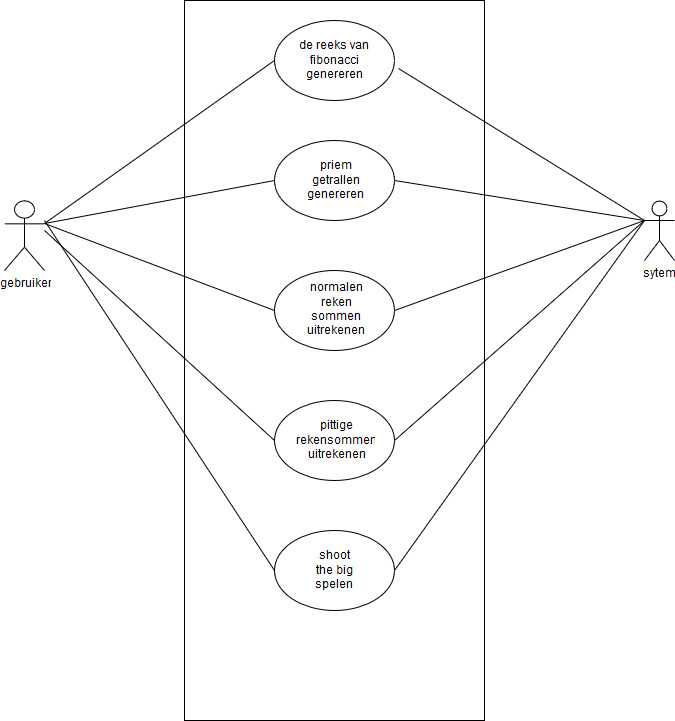 de reeks van
fibonacci
genereren
priem
getrallen
genereren
gebruiker
sytem
normalen
reken
sommen
uitrekenen
pittige
rekensommen
uitrekenen
shoot
the big
spelen